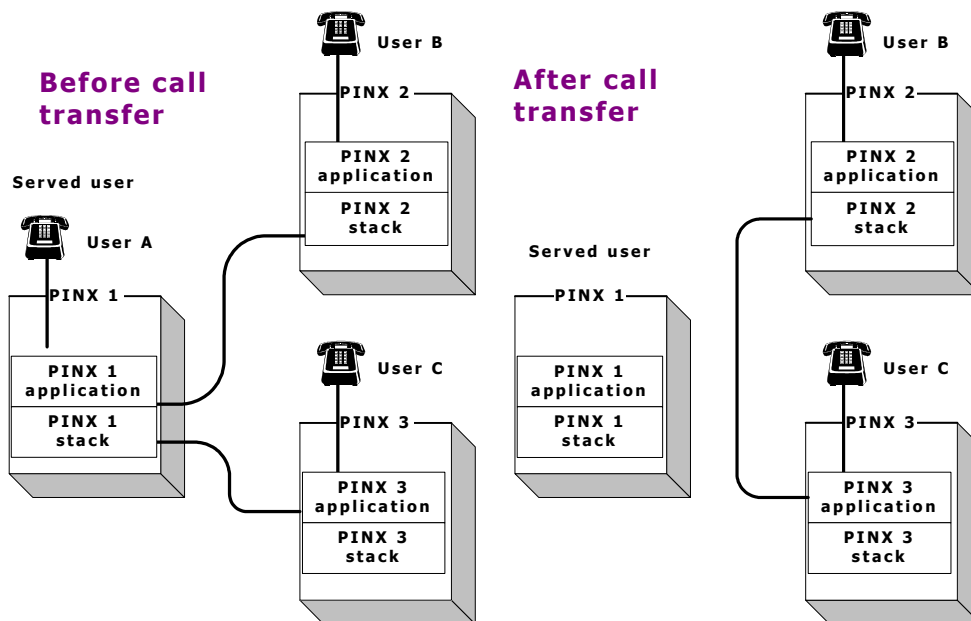 User B
Before call
transfer
PINX 2
PINX 2
application
PINX 2
stack
Served user
User A
PINX 1
PINX 1
application
PINX 1
stack
User C
PINX 3
PINX 3
application
PINX 3
stack
After call
transfer
User B
PINX 2
PINX 2
application
PINX 2
stack
Served user
PINX 1
PINX 1
application
PINX 1
stack
User C
PINX 3
PINX 3
application
PINX 3
stack